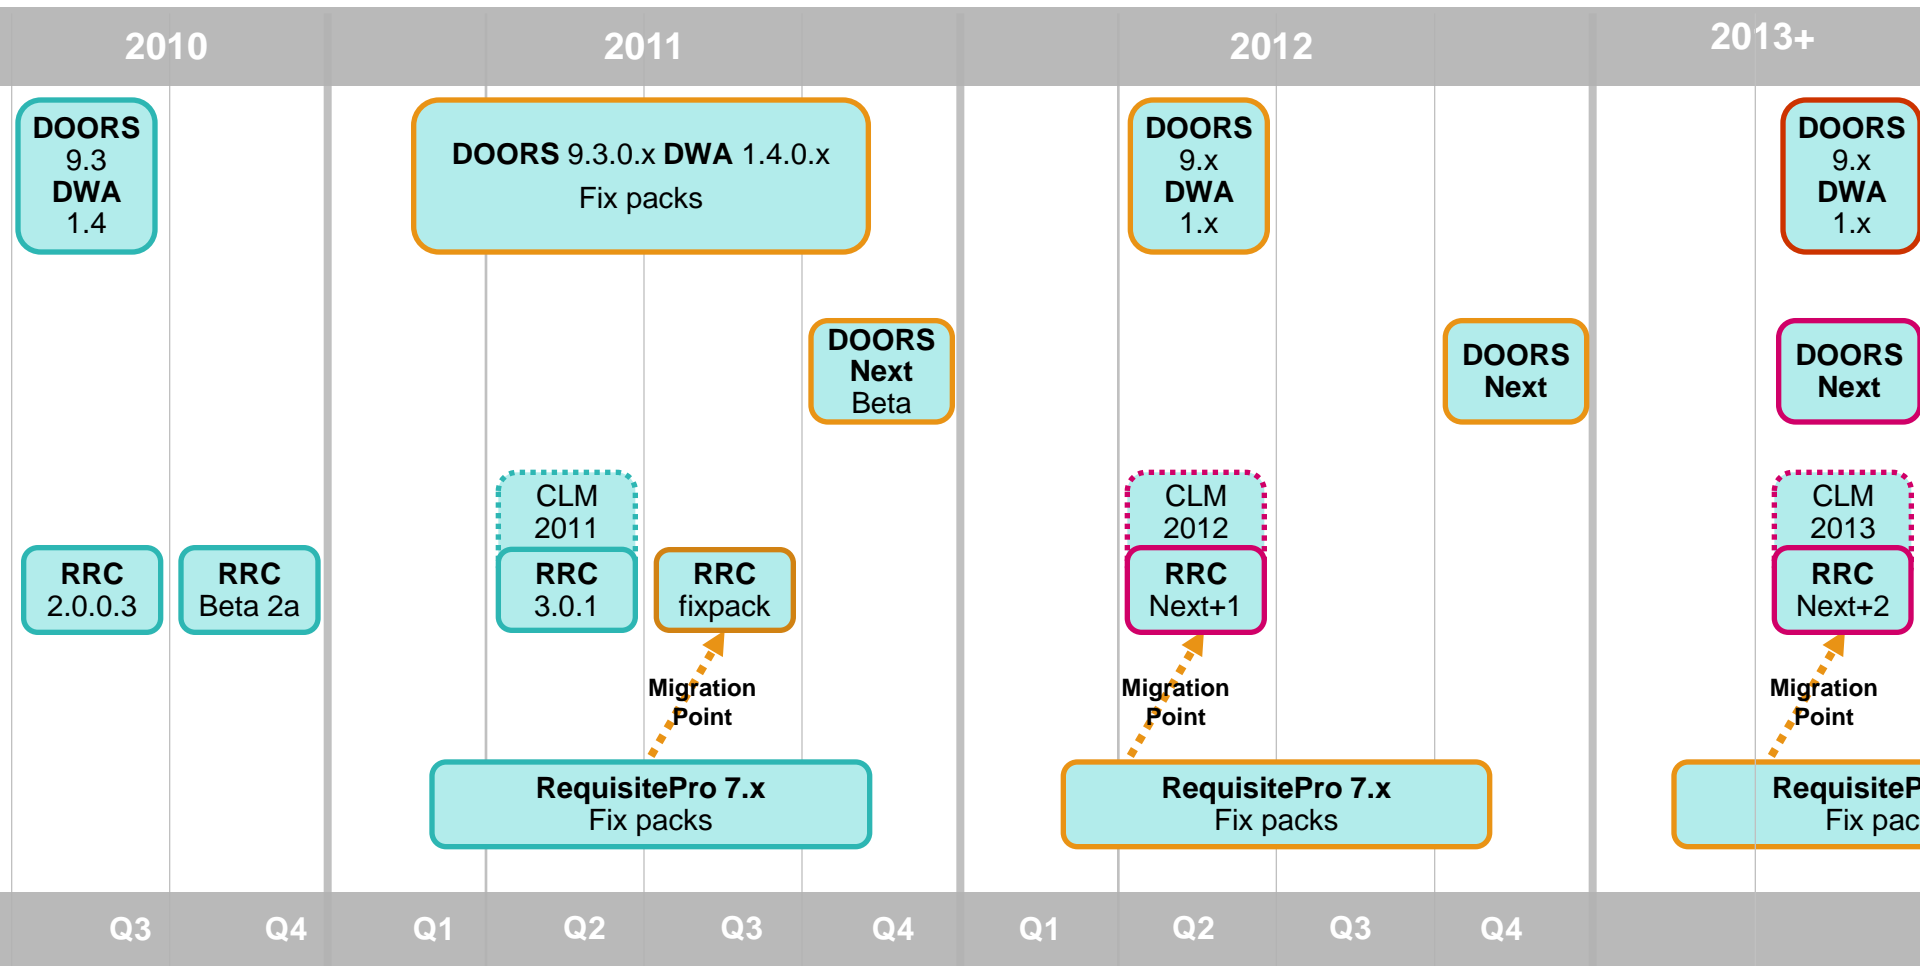 2010
2011
2012
2013+
DOORS
9.3
DWA
1.4
DOORS 9.3.0.x DWA 1.4.0.x
Fix packs
DOORS
9.x
DWA
1.x
DOORS
9.x
DWA
1.x
DOORS
Next
Beta
DOORS
Next
DOORS
Next
CLM
2011
CLM
2012
CLM
2013
RRC
2.0.0.3
RRC
Beta 2a
RRC
3.0.1
RRC
fixpack
RRC
Next+1
RRC
Next+2
Migration
Point
Migration
Point
Migration
Point
RequisitePro 7.x
Fix packs
RequisitePro 7.x
Fix packs
RequisiteP
Fix pac
Q3
Q4
Q1
Q2
Q3
Q4
Q1
Q2
Q3
Q4